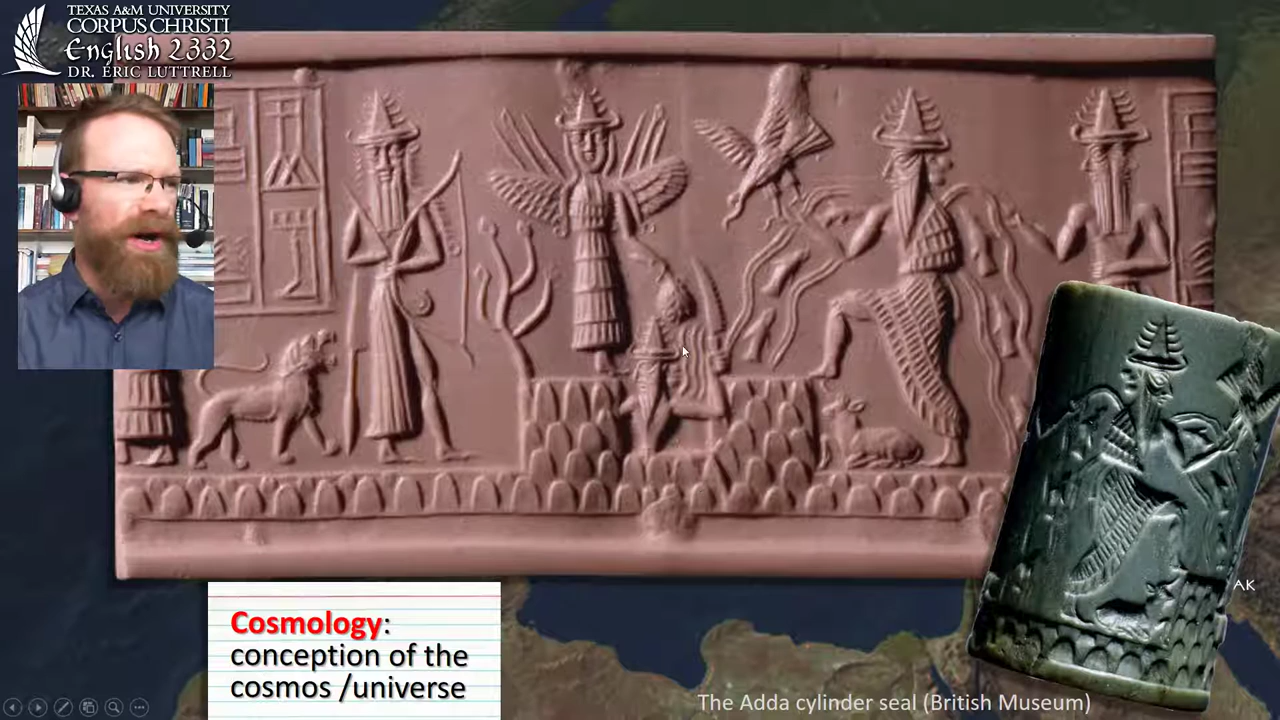 TEXAS A&M UNIVERSITY
CORPUS CHRISTI
English 2332
DR. ERIC LUTTRELL
Cosmology:
conception of the
cosmos /universe
AK
The Adda cylinder seal (British Museum)